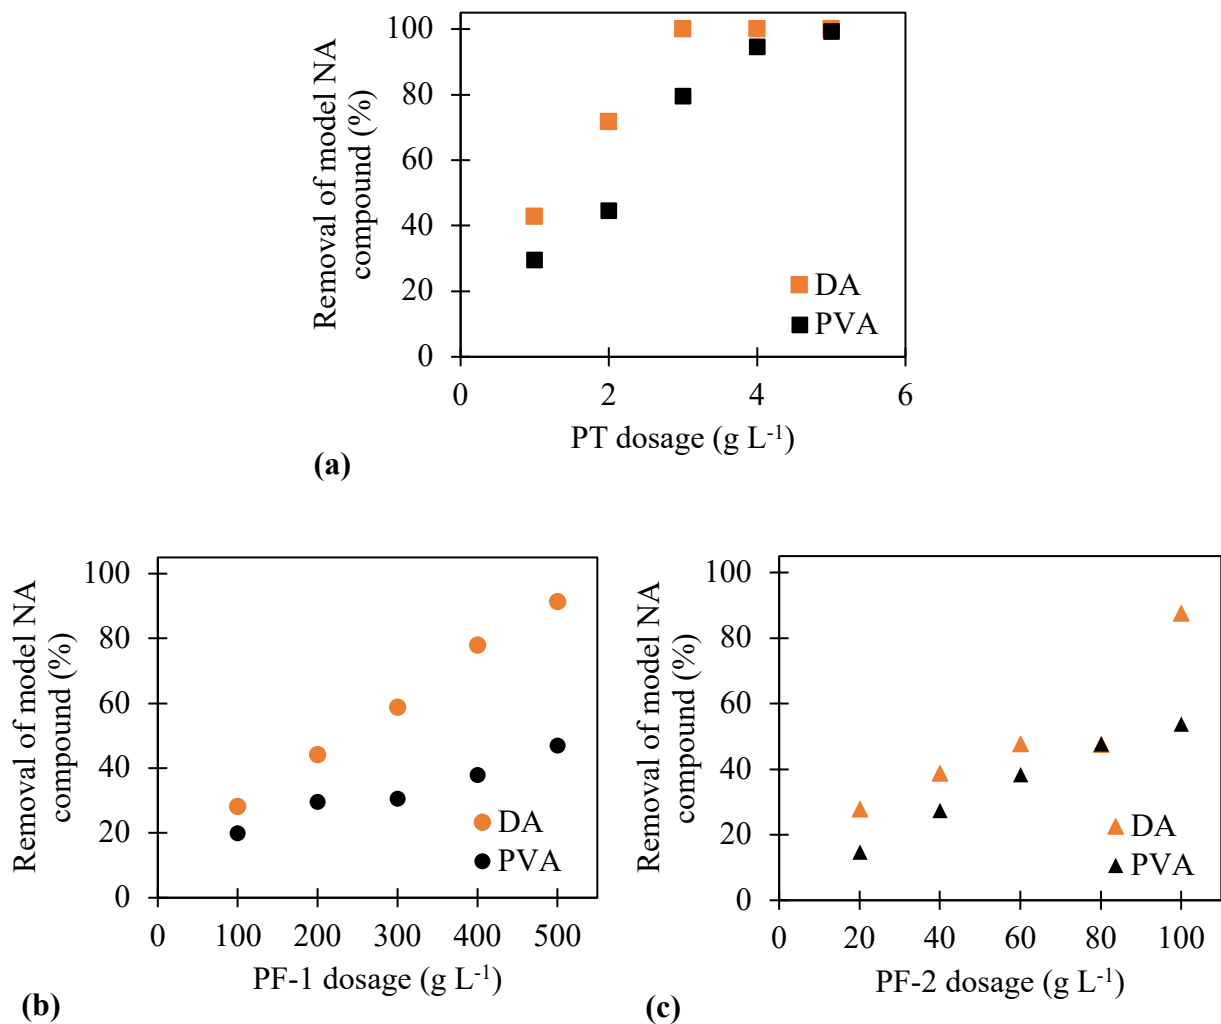 Removal of model NA
compound (%)
100
80
60
40
20
0
0 2 4 6
DA
PVA
PT dosage (g L⁻¹)
(a)
Removal of model NA
compound (%)
100
80
60
40
20
0
0 100 200 300 400 500
DA
PVA
PF-1 dosage (g L⁻¹)
(b)
Removal of model NA
compound (%)
100
80
60
40
20
0
0 20 40 60 80 100
DA
PVA
PF-2 dosage (g L⁻¹)
(c)